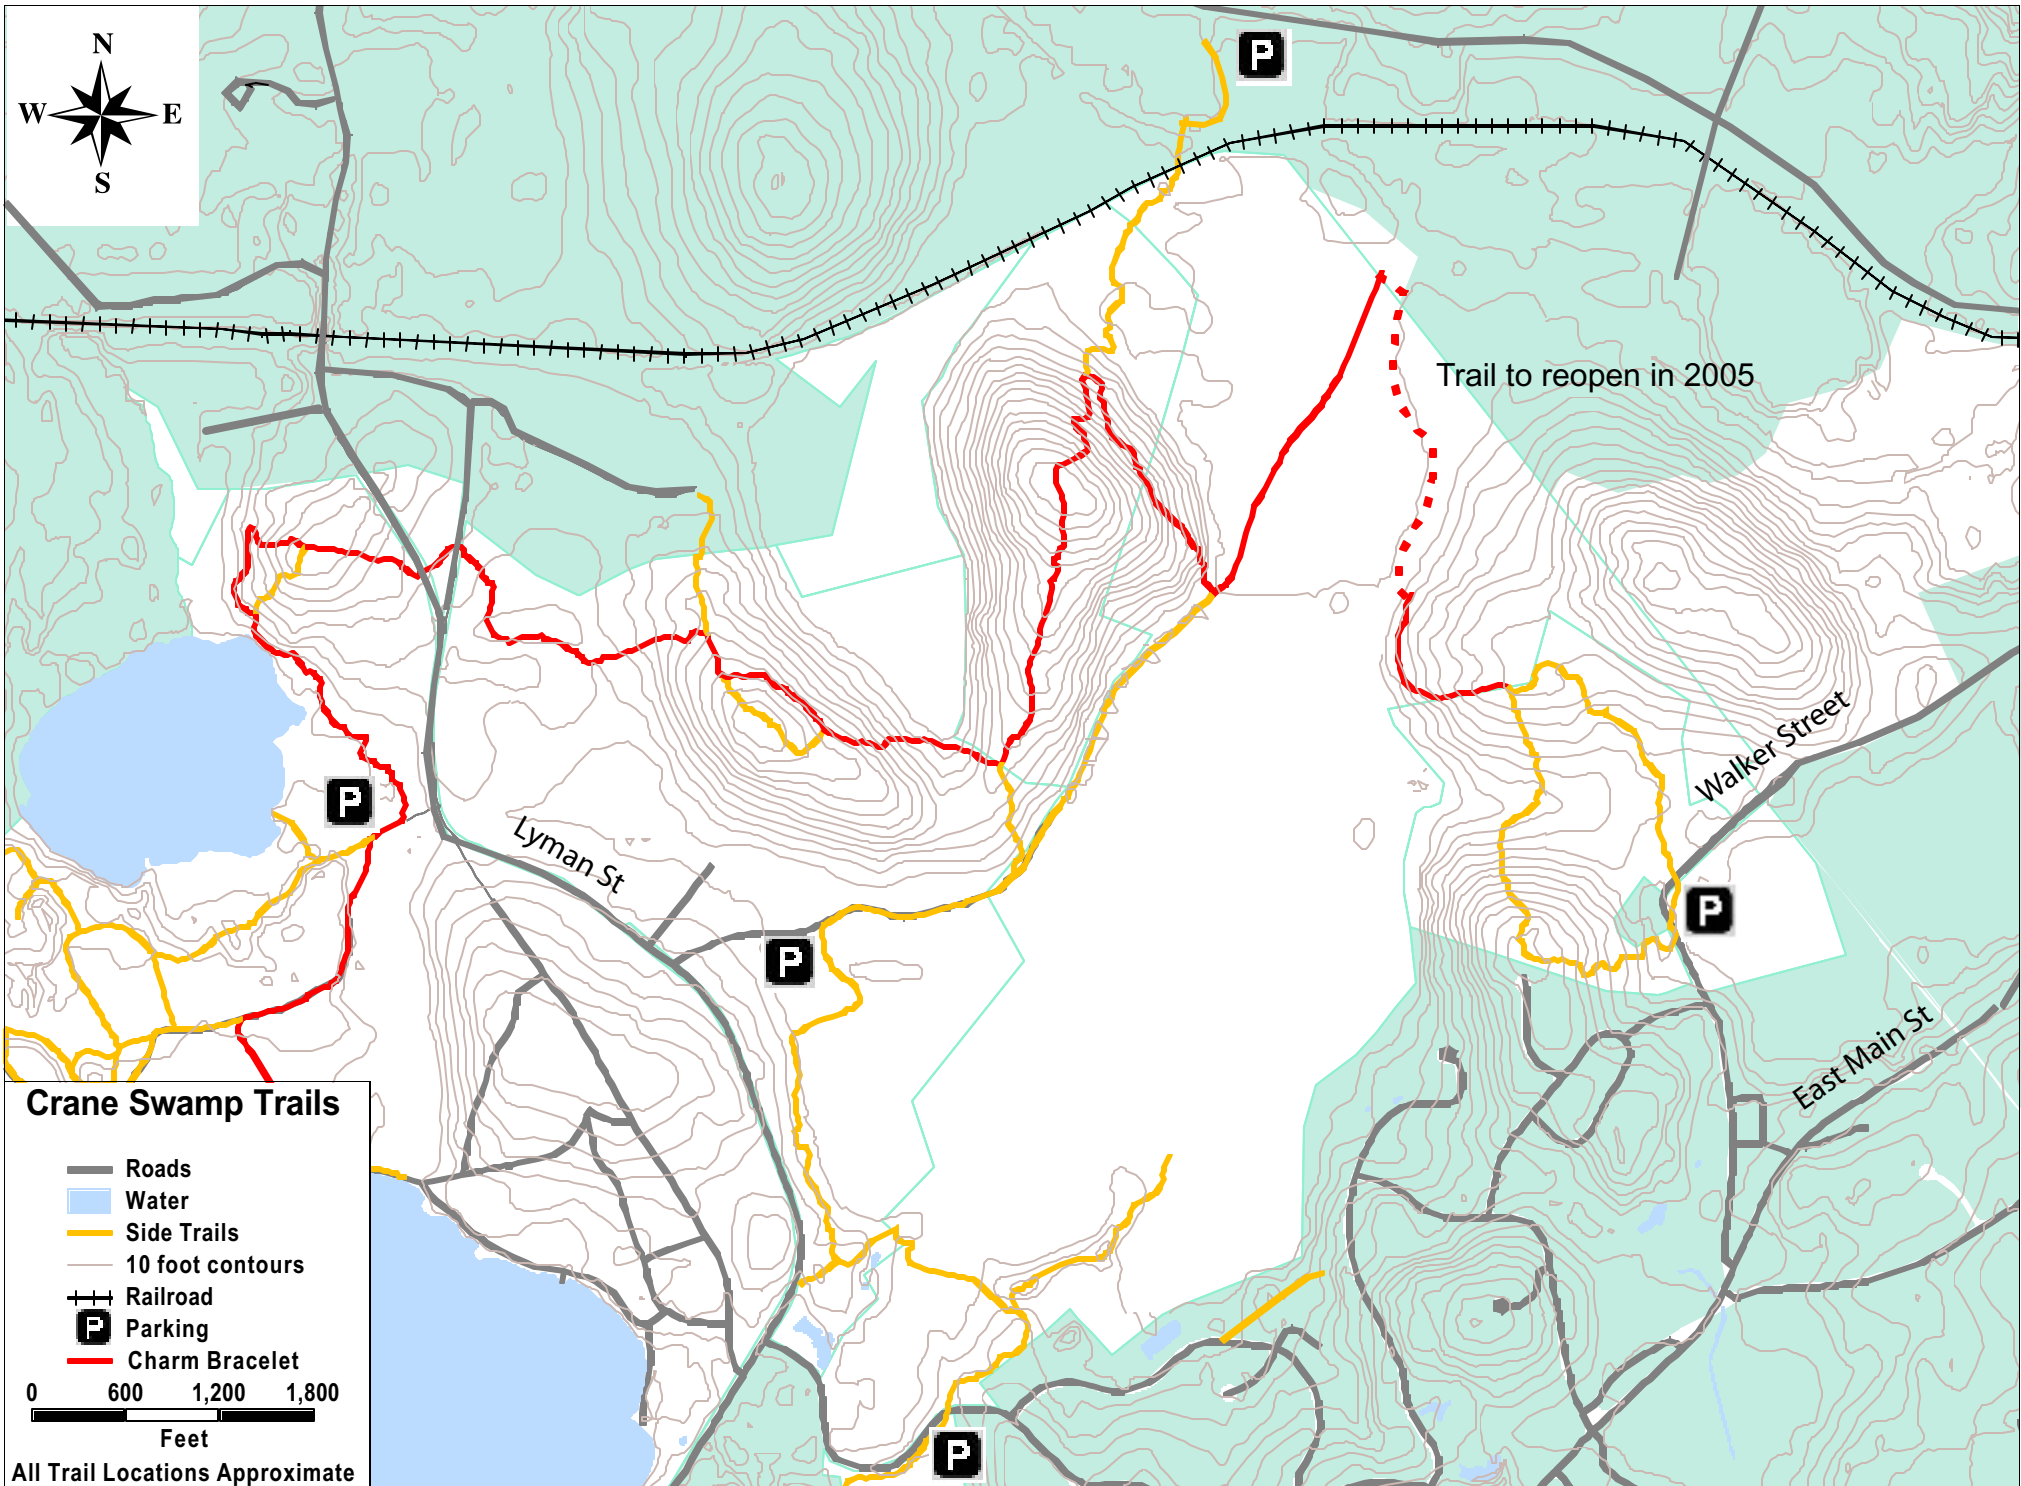 N
W E
S
P
Trail to reopen in 2005
Walker Street
P
Lyman St
P
P
East Main St
Crane Swamp Trails
Roads
Water
Side Trails
10 foot contours
Railroad
P Parking
Charm Bracelet
0 600 1,200 1,800
Feet
All Trail Locations Approximate
P